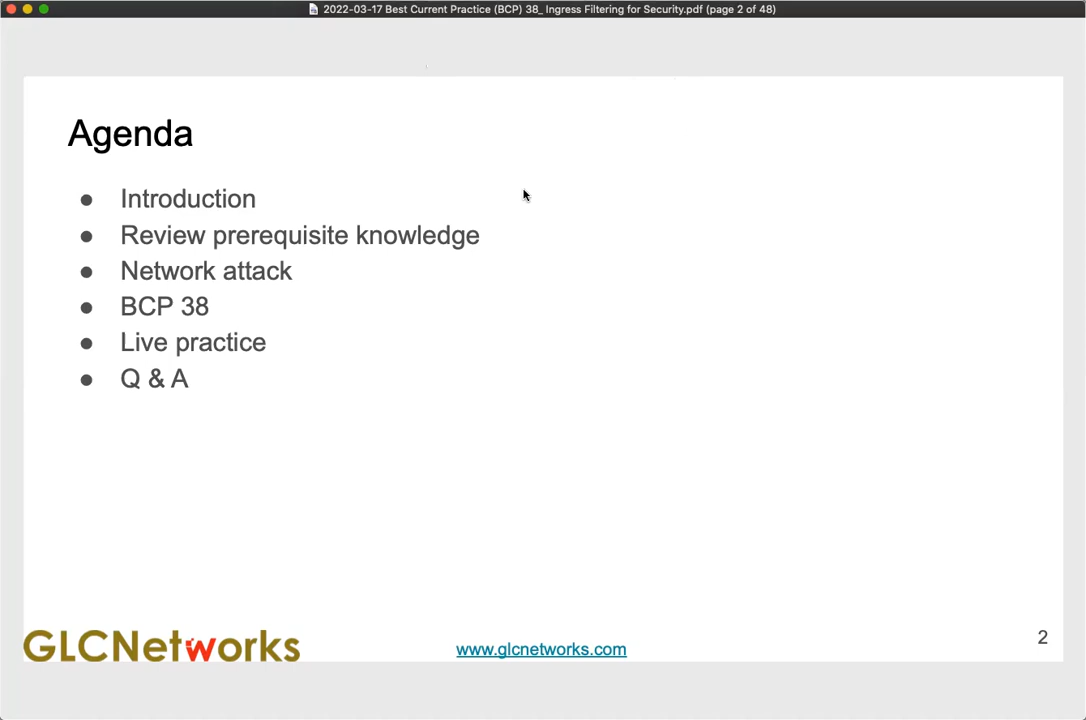 2022-03-17 Best Current Practice (BCP) 38_ Ingress Filtering for Security.pdf (page 2 of 48)
Agenda
● Introduction
● Review prerequisite knowledge
● Network attack
● BCP 38
● Live practice
● Q & A
GLCNetworks
www.glcnetworks.com
2